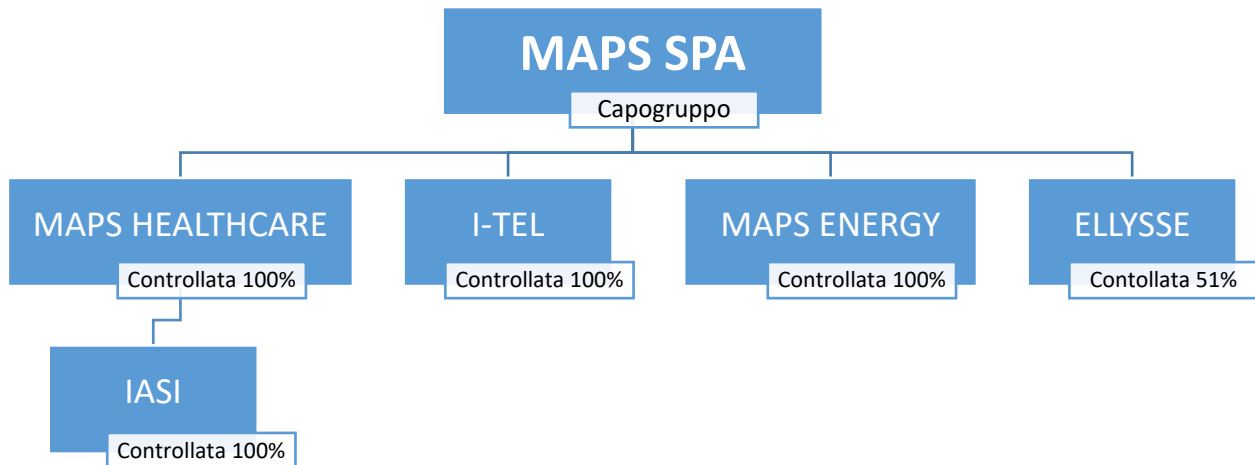 MAPS SPA
Capogruppo
MAPS HEALTHCARE
Controllata 100%
I-TEL
Controllata 100%
MAPS ENERGY
Controllata 100%
ELLYSSE
Contollata 51%
IASI
Controllata 100%